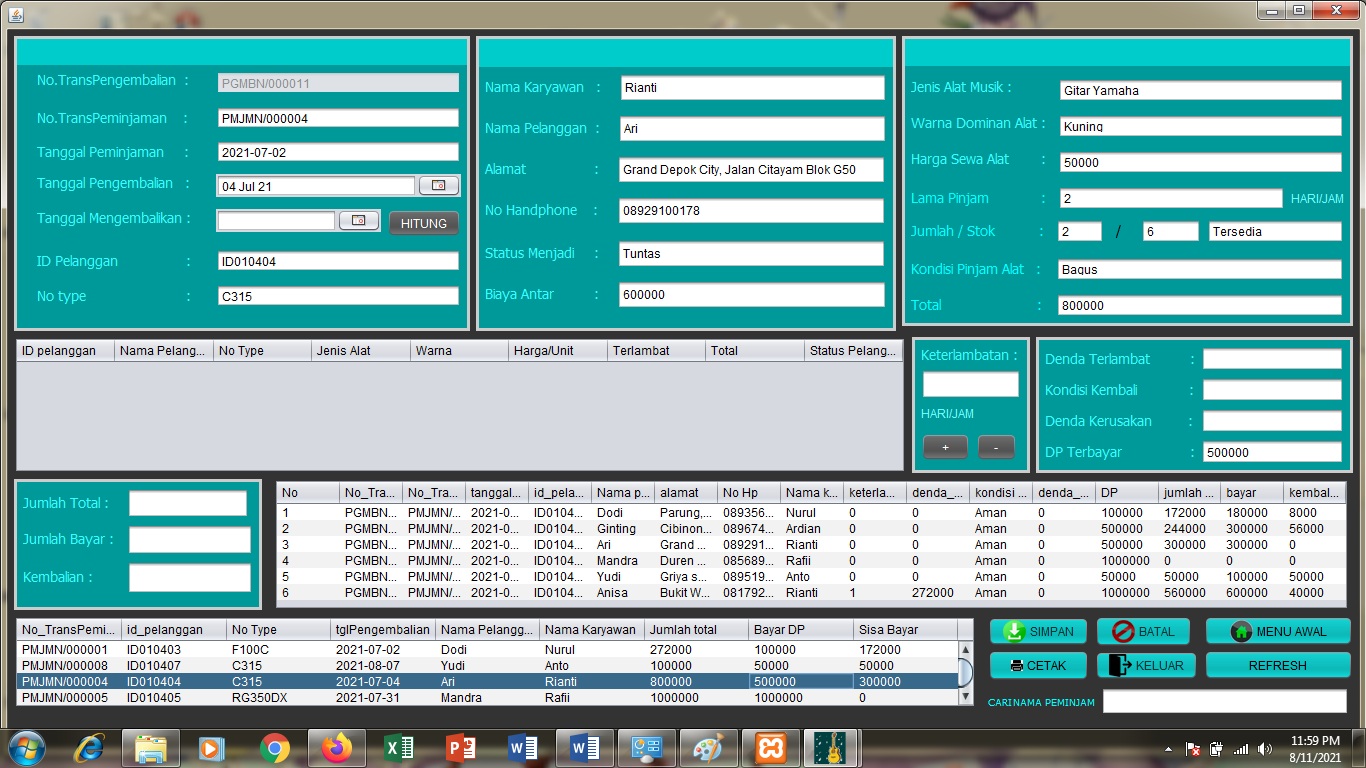 No.TransPengembalian : PGMBN/000011
No.TransPeminjaman : PMJMN/000004
Tanggal Peminjaman : 2021-07-02
Tanggal Pengembalian : 04 Jul 21
Tanggal Mengembalikan : HITUNG
ID Pelanggan : ID010404
No type : C315
Nama Karyawan : Rianti
Nama Pelanggan : Ari
Alamat : Grand Depok City, Jalan Citayam Blok G50
No Handphone : 08929100178
Status Menjadi : Tuntas
Biaya Antar : 600000
Jenis Alat Musik : Gitar Yamaha
Warna Dominan Alat : Kuning
Harga Sewa Alat : 50000
Lama Pinjam : 2 HARI/JAM
Jumlah / Stok : 2 / 6 Tersedia
Kondisi Pinjam Alat : Bagus
Total : 800000
ID pelanggan Nama Pelang... No Type Jenis Alat Warna Harga/Unit Terlambat Total Status Pelang...
Keterlambatan :
HARI/JAM
+ -
Denda Terlambat :
Kondisi Kembali :
Denda Kerusakan :
DP Terbayar : 500000
Jumlah Total :
Jumlah Bayar :
Kembalian :
No No_Tra... No_Tra... tanggal... id_pela... Nama p... alamat No Hp Nama k... keterla... denda_... kondisi ... denda_... DP jumlah ... bayar kembal...
1 PGMBN... PMJMN/... 2021-0... ID0104... Dodi Parung,... 089356... Nurul 0 0 Aman 0 100000 172000 180000 8000
2 PGMBN... PMJMN/... 2021-0... ID0104... Ginting Cibinon... 089674... Ardian 0 0 Aman 0 500000 244000 300000 56000
3 PGMBN... PMJMN/... 2021-0... ID0104... Ari Grand ... 089291... Rianti 0 0 Aman 0 500000 300000 300000 0
4 PGMBN... PMJMN/... 2021-0... ID0104... Mandra Duren ... 085689... Rafii 0 0 Aman 0 1000000 0 0 0
5 PGMBN... PMJMN/... 2021-0... ID0104... Yudi Griya s... 089519... Anto 0 0 Aman 0 50000 50000 100000 50000
6 PGMBN... PMJMN/... 2021-0... ID0104... Anisa Bukit W... 081792... Rianti 1 272000 Aman 0 1000000 560000 600000 40000
No_TransPemi... id_pelanggan No Type tglPengembalian Nama Pelangg... Nama Karyawan Jumlah total Bayar DP Sisa Bayar
PMJMN/000001 ID010403 F100C 2021-07-02 Dodi Nurul 272000 100000 172000
PMJMN/000008 ID010407 C315 2021-08-07 Yudi Anto 100000 50000 50000
PMJMN/000004 ID010404 C315 2021-07-04 Ari Rianti 800000 500000 300000
PMJMN/000005 ID010405 RG350DX 2021-07-31 Mandra Rafii 1000000 1000000 0
SIMPAN BATAL MENU AWAL
CETAK KELUAR REFRESH
CARINAMA PEMINJAM
11:59 PM
8/11/2021